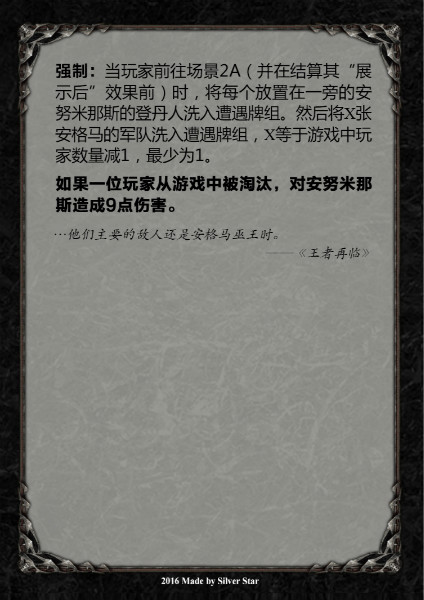 强制：当玩家前往场景2A（并在结算其“展
示后”效果前）时，将每个放置在一旁的安
努米那斯的登丹人洗入遭遇牌组。然后将X张
安格马的军队洗入遭遇牌组，X等于游戏中玩
家数量减1，最少为1。
如果一位玩家从游戏中被淘汰，对安努米那
斯造成9点伤害。
…他们主要的敌人还是安格马巫王时。
——《王者再临》
2016 Made by Silver Star